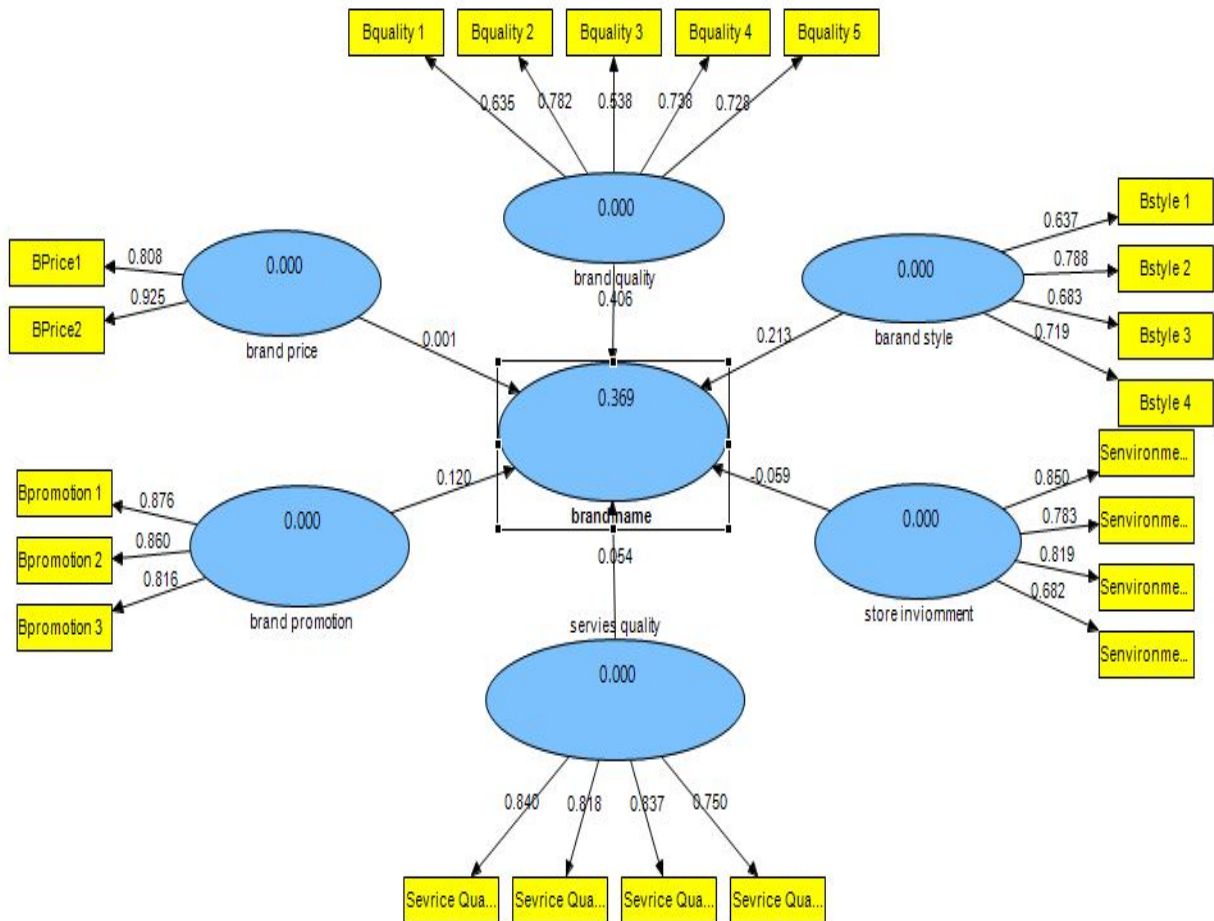 Bquality 1
Bquality 2
Bquality 3
Bquality 4
Bquality 5
0.635
0.782
0.538
0.738
0.728
0.000
brand quality
0.406
BPrice1
BPrice2
0.808
0.925
0.000
brand price
0.001
0.000
barand style
0.213
0.637
0.788
0.683
0.719
Bstyle 1
Bstyle 2
Bstyle 3
Bstyle 4
0.369
brand name
Bpromotion 1
Bpromotion 2
Bpromotion 3
0.876
0.860
0.816
0.000
brand promotion
0.120
-0.059
0.000
store inviornment
0.850
0.783
0.819
0.682
Senvironme...
Senvironme...
Senvironme...
Senvironme...
0.054
servies quality
0.000
0.840
0.818
0.837
0.750
Sevrice Qua...
Sevrice Qua...
Sevrice Qua...
Sevrice Qua...